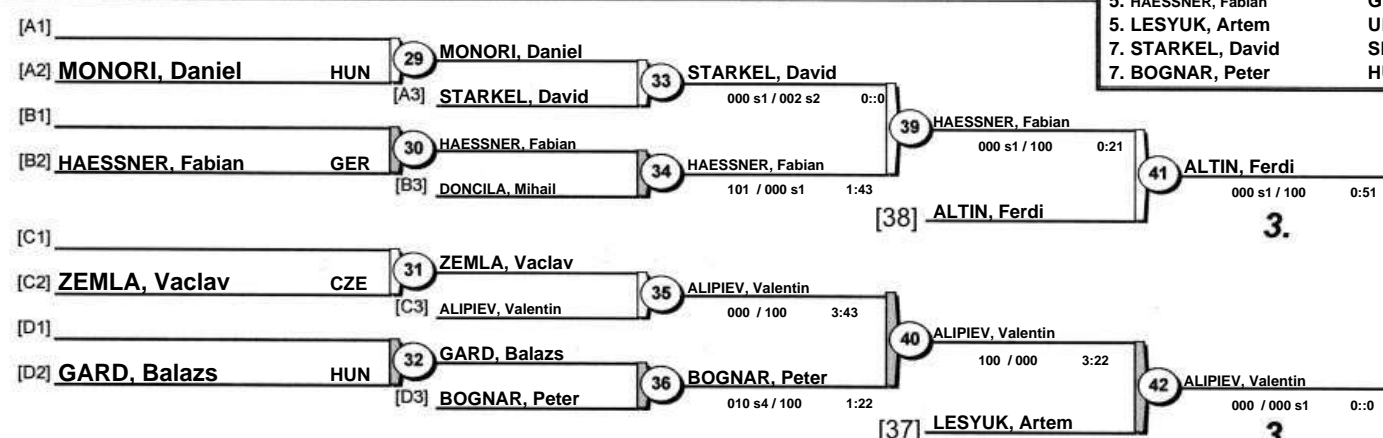 5. HAESSNER, Fabian
5. LESYUK, Artem
7. STARKEL, David
7. BOGNAR, Peter
[A1]
[A2] MONORI, Daniel HUN
29
MONORI, Daniel
[A3] STARKEL, David
33
STARKEL, David
000 s1 / 002 s2 0::0
[B1]
[B2] HAESSNER, Fabian GER
30
HAESSNER, Fabian
[B3] DONCILA, Mihail
34
HAESSNER, Fabian
101 / 000 s1 1:43
39
HAESSNER, Fabian
000 s1 / 100 0:21
[38] ALTIN, Ferdi
41
ALTIN, Ferdi
000 s1 / 100 0:51
3.
[C1]
[C2] ZEMLA, Vaclav CZE
31
ZEMLA, Vaclav
[C3] ALIPIEV, Valentin
35
ALIPIEV, Valentin
000 / 100 3:43
[D1]
[D2] GARD, Balazs HUN
32
GARD, Balazs
[D3] BOGNAR, Peter
36
BOGNAR, Peter
010 s4 / 100 1:22
40
ALIPIEV, Valentin
100 / 000 3:22
[37] LESYUK, Artem
42
ALIPIEV, Valentin
000 / 000 s1 0::0
3.